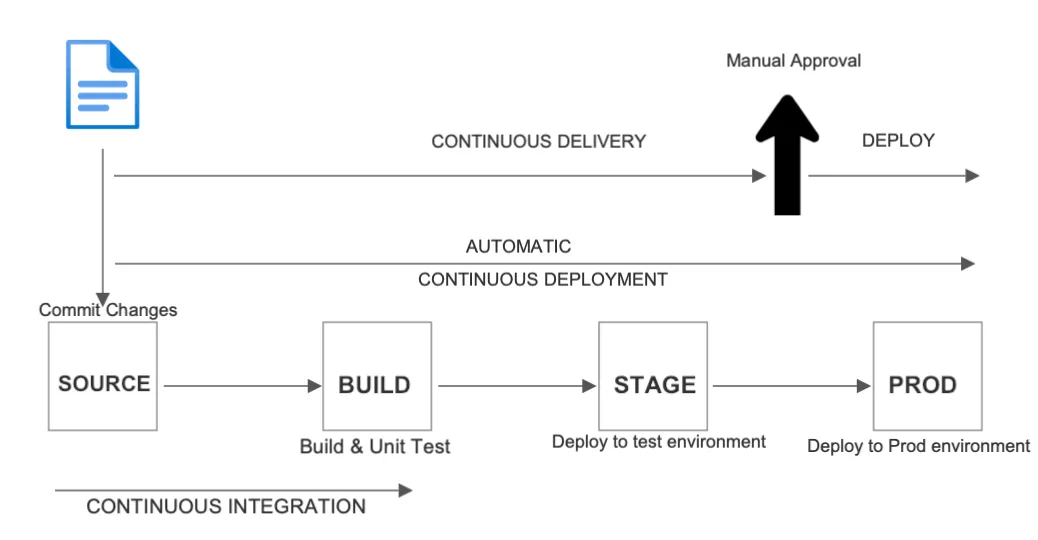 Manual Approval
CONTINUOUS DELIVERY
DEPLOY
AUTOMATIC
CONTINUOUS DEPLOYMENT
Commit Changes
SOURCE
BUILD
STAGE
PROD
Build & Unit Test
Deploy to test environment
Deploy to Prod environment
CONTINUOUS INTEGRATION